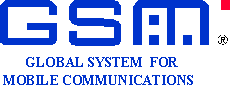 GSM®
GLOBAL SYSTEM FOR
MOBILE COMMUNICATIONS